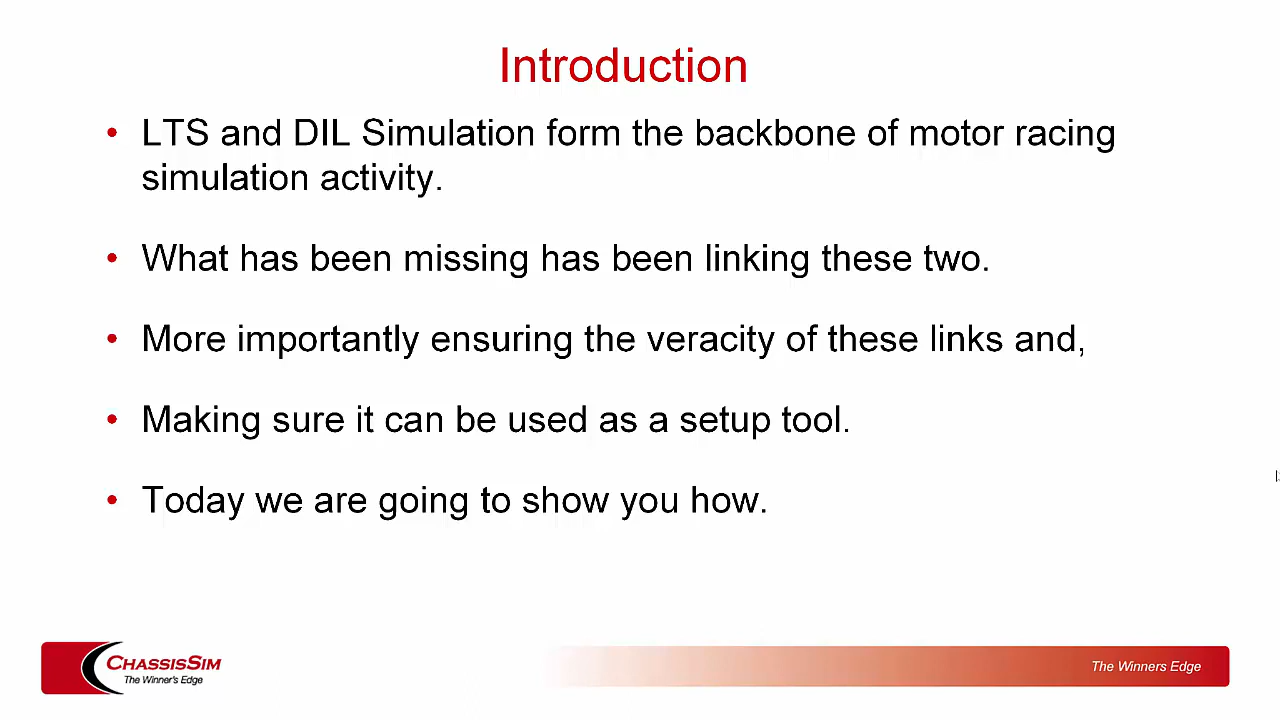 Introduction
• LTS and DIL Simulation form the backbone of motor racing
simulation activity.
• What has been missing has been linking these two.
• More importantly ensuring the veracity of these links and,
• Making sure it can be used as a setup tool.
• Today we are going to show you how.
CHASSISSIM
The Winner's Edge
The Winners Edge